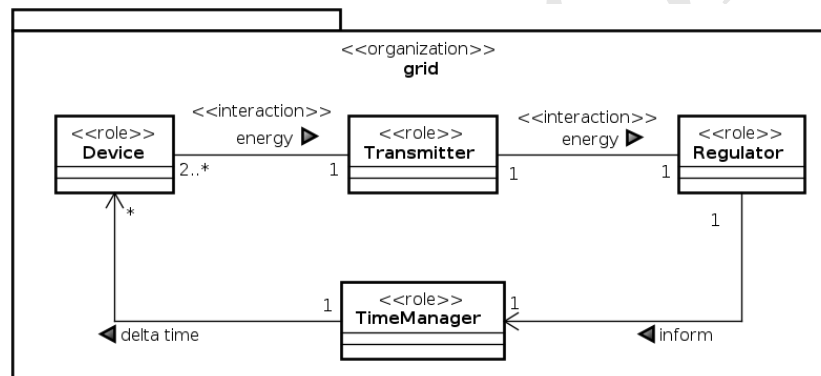 <<organization>>
grid
<<interaction>>
energy
<<interaction>>
energy
<<role>>
Device
<<role>>
Transmitter
<<role>>
Regulator
2..*
1
1
1
*
1
<<role>>
TimeManager
1
1
delta time
inform